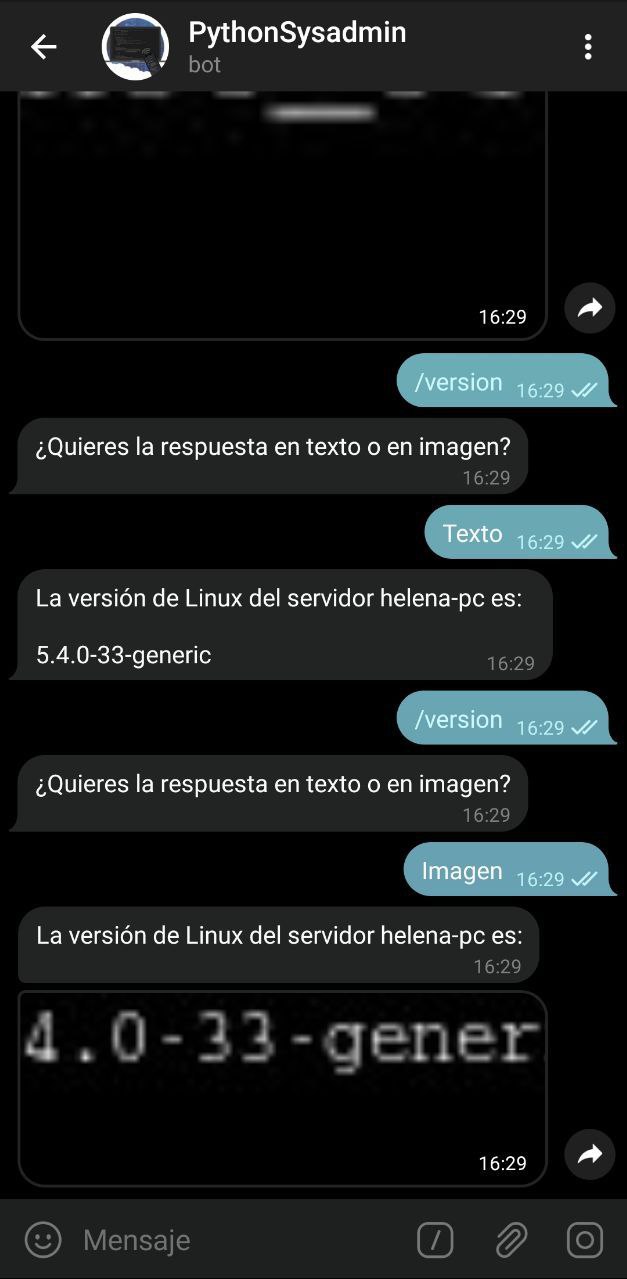 PythonSysadmin
bot
16:29
/version 16:29
¿Quieres la respuesta en texto o en imagen?
16:29
Texto 16:29
La versión de Linux del servidor helena-pc es:
5.4.0-33-generic
16:29
/version 16:29
¿Quieres la respuesta en texto o en imagen?
16:29
Imagen 16:29
La versión de Linux del servidor helena-pc es:
16:29
4.0-33-gener
16:29
Mensaje